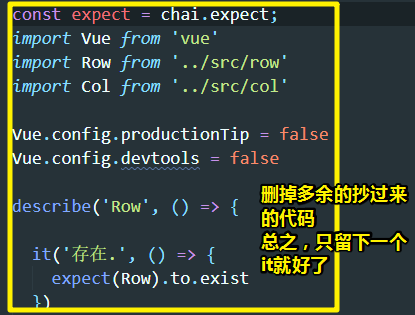 const expect = chai.expect;
import Vue from 'vue'
import Row from '../src/row'
import Col from '../src/col'
Vue.config.productionTip = false
Vue.config.devtools = false
describe('Row', () => {
it('存在.', () => {
expect(Row).to.exist
})
删掉多余的抄过来
的代码
总之，只留下一个
it就好了